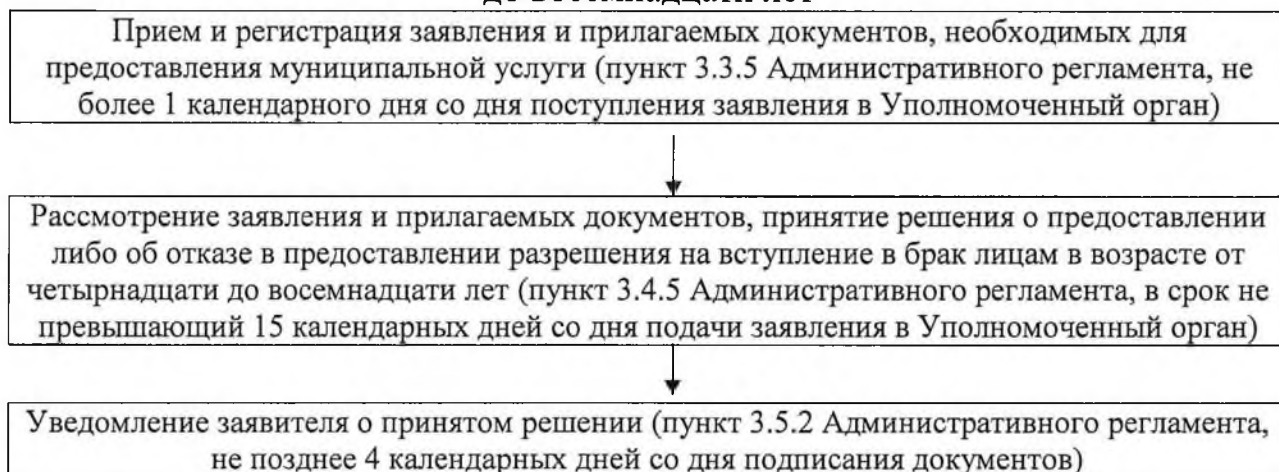 до восемнадцати лет
Прием и регистрация заявления и прилагаемых документов, необходимых для
предоставления муниципальной услуги (пункт 3.3.5 Административного регламента, не
более 1 календарного дня со дня поступления заявления в Уполномоченный орган)
Рассмотрение заявления и прилагаемых документов, принятие решения о предоставлении
либо об отказе в предоставлении разрешения на вступление в брак лицам в возрасте от
четырнадцати до восемнадцати лет (пункт 3.4.5 Административного регламента, в срок не
превышающий 15 календарных дней со дня подачи заявления в Уполномоченный орган)
Уведомление заявителя о принятом решении (пункт 3.5.2 Административного регламента,
не позднее 4 календарных дней со дня подписания документов)